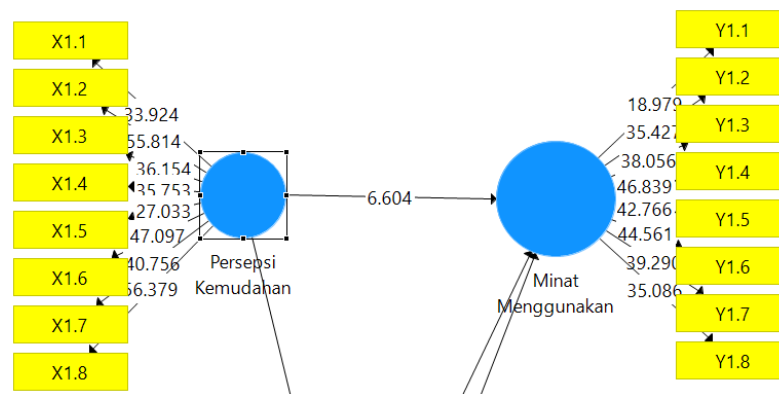 X1.1
X1.2
X1.3
X1.4
X1.5
X1.6
X1.7
X1.8
33.924
55.814
36.154
35.753
27.033
47.097
40.756
56.379
Persepsi
Kemudahan
6.604
Minat
Menggunakan
18.979
35.427
38.056
46.839
42.766
44.561
39.290
35.086
Y1.1
Y1.2
Y1.3
Y1.4
Y1.5
Y1.6
Y1.7
Y1.8